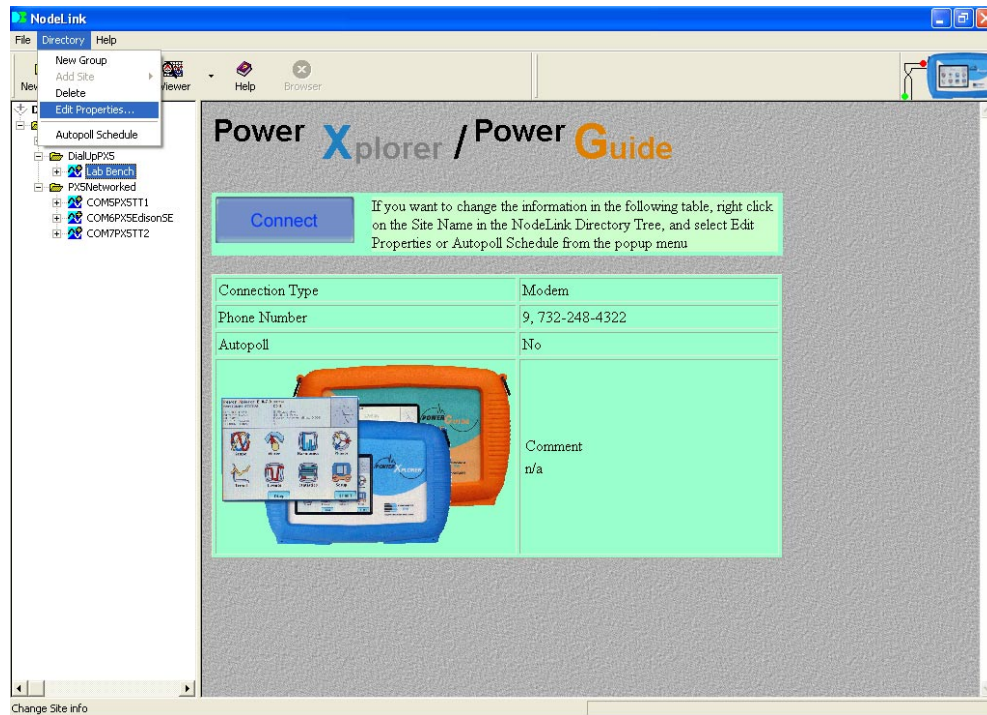 NodeLink
File Directory Help
New Group
Add Site
Delete
Edit Properties...
Autopoll Schedule
Help
Browser
DialUpPX5
Lab Bench
PX5Networked
COM5PX5TT1
COM6PX5EdisonSE
COM7PX5TT2
Power Xplorer / Power Guide
Connect
If you want to change the information in the following table, right click
on the Site Name in the NodeLink Directory Tree, and select Edit
Properties or Autopoll Schedule from the popup menu
Connection Type Modem
Phone Number 9, 732-248-4322
Autopoll No
Comment
n/a
Change Site info